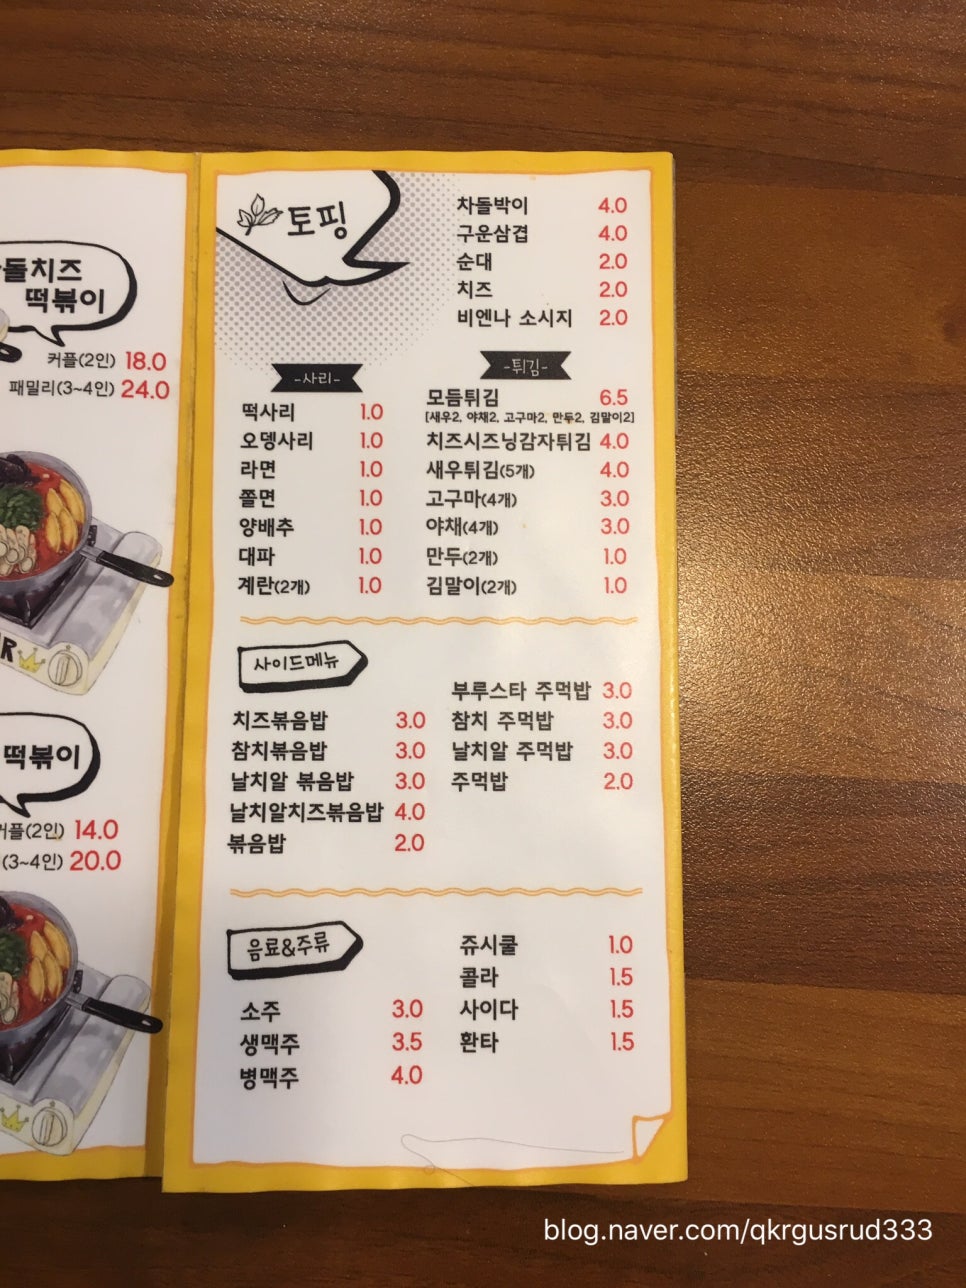 돌치즈
떡볶이
커플(2인) 18.0
패밀리(3~4인) 24.0
R
떡볶이
커플(2인) 14.0
(3~4인) 20.0
토핑
차돌박이 4.0
구운삼겹 4.0
순대 2.0
치즈 2.0
비엔나 소시지 2.0
-사리-
떡사리 1.0
오뎅사리 1.0
라면 1.0
쫄면 1.0
양배추 1.0
대파 1.0
계란(2개) 1.0
-튀김-
모듬튀김 6.5
[새우2, 야채2, 고구마2, 만두2, 김말이2]
치즈시즈닝감자튀김 4.0
새우튀김(5개) 4.0
고구마(4개) 3.0
야채(4개) 3.0
만두(2개) 1.0
김말이(2개) 1.0
사이드메뉴
치즈볶음밥 3.0
참치볶음밥 3.0
날치알 볶음밥 3.0
날치알치즈볶음밥 4.0
볶음밥 2.0
부루스타 주먹밥 3.0
참치 주먹밥 3.0
날치알 주먹밥 3.0
주먹밥 2.0
음료&주류
소주 3.0
생맥주 3.5
병맥주 4.0
쥬시쿨 1.0
콜라 1.5
사이다 1.5
환타 1.5
blog.naver.com/qkrgusrud333